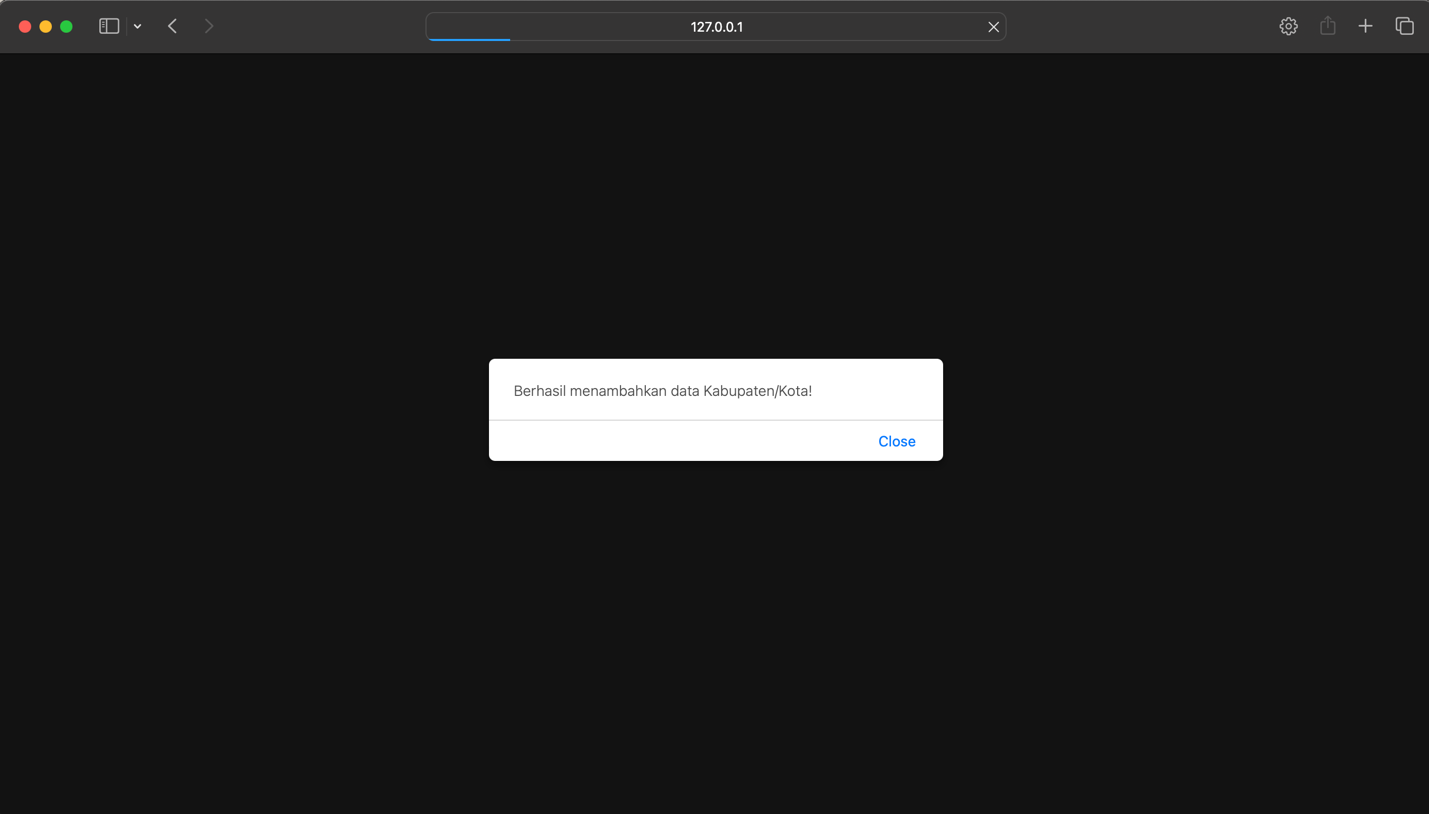 127.0.0.1
Berhasil menambahkan data Kabupaten/Kota!
Close